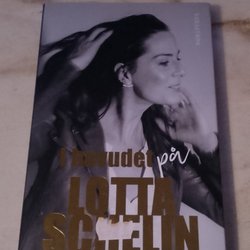 I huvudet på
LOTTA
SCHELIN